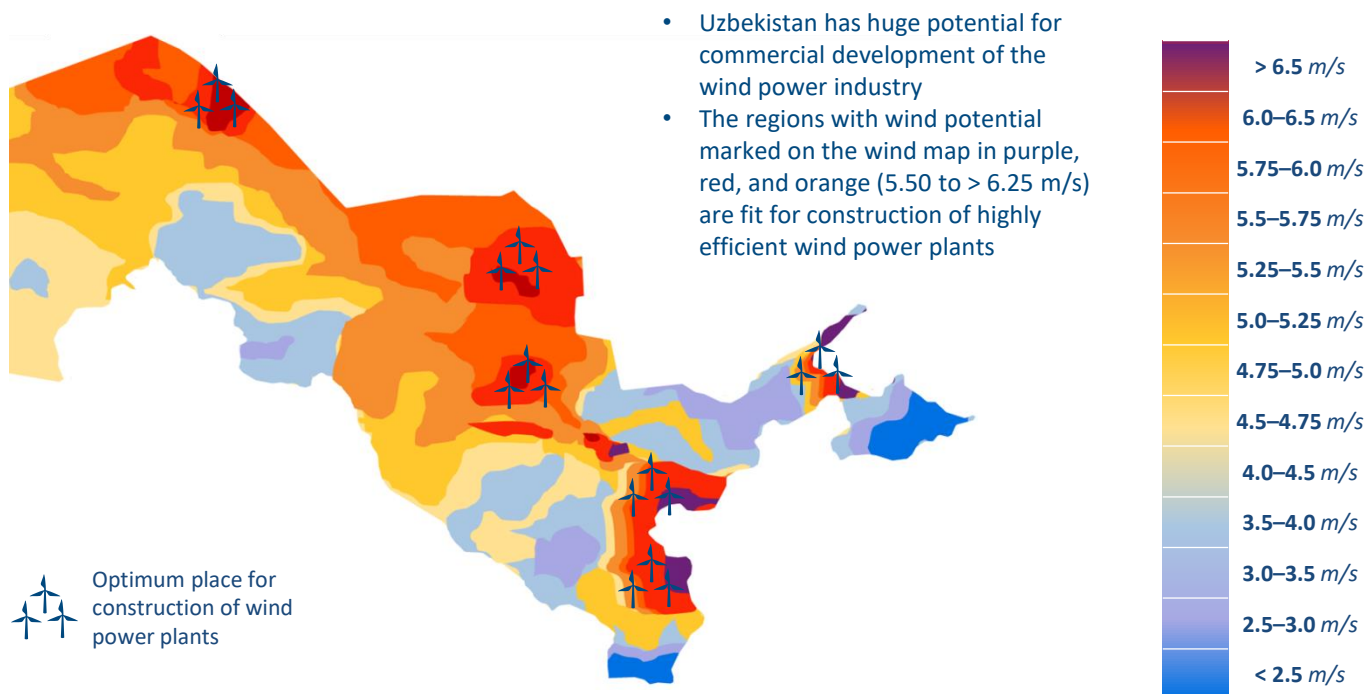 • Uzbekistan has huge potential for
commercial development of the
wind power industry
• The regions with wind potential
marked on the wind map in purple,
red, and orange (5.50 to > 6.25 m/s)
are fit for construction of highly
efficient wind power plants
> 6.5 m/s
6.0–6.5 m/s
5.75–6.0 m/s
5.5–5.75 m/s
5.25–5.5 m/s
5.0–5.25 m/s
4.75–5.0 m/s
4.5–4.75 m/s
4.0–4.5 m/s
3.5–4.0 m/s
3.0–3.5 m/s
2.5–3.0 m/s
< 2.5 m/s
Optimum place for
construction of wind
power plants